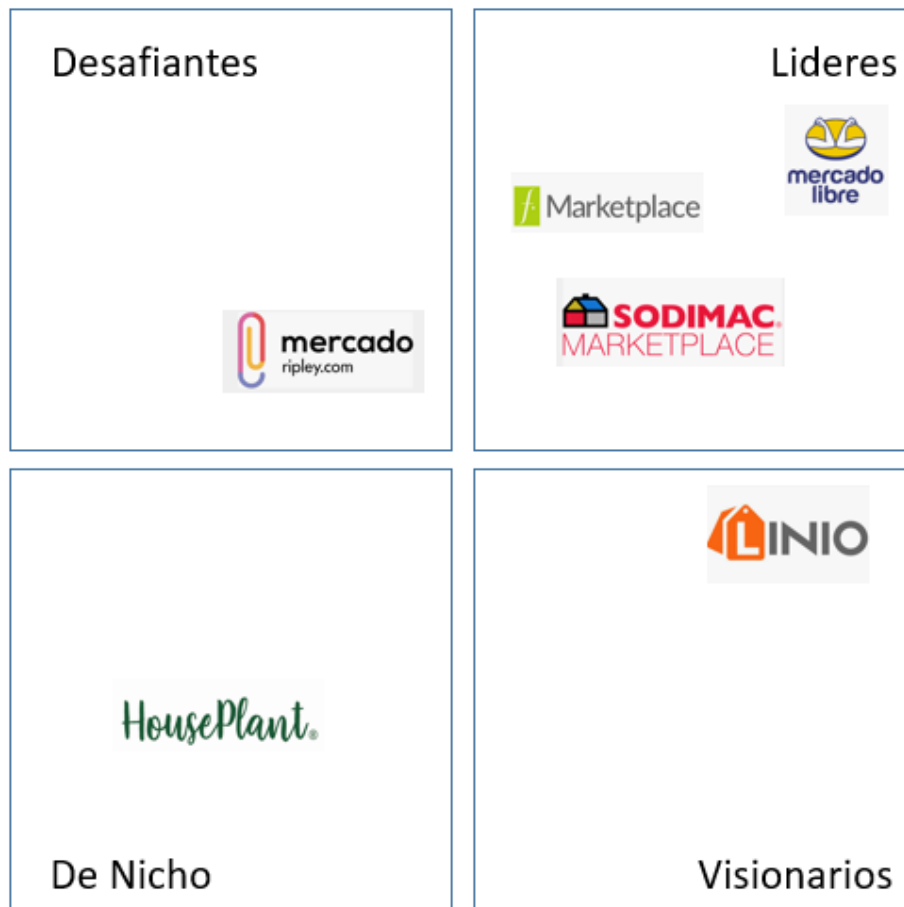 Desafiantes
Lideres
mercado
libre
f. Marketplace
SODIMAC®
MARKETPLACE
mercado
ripley.com
LINIO
HousePlant®
De Nicho
Visionarios